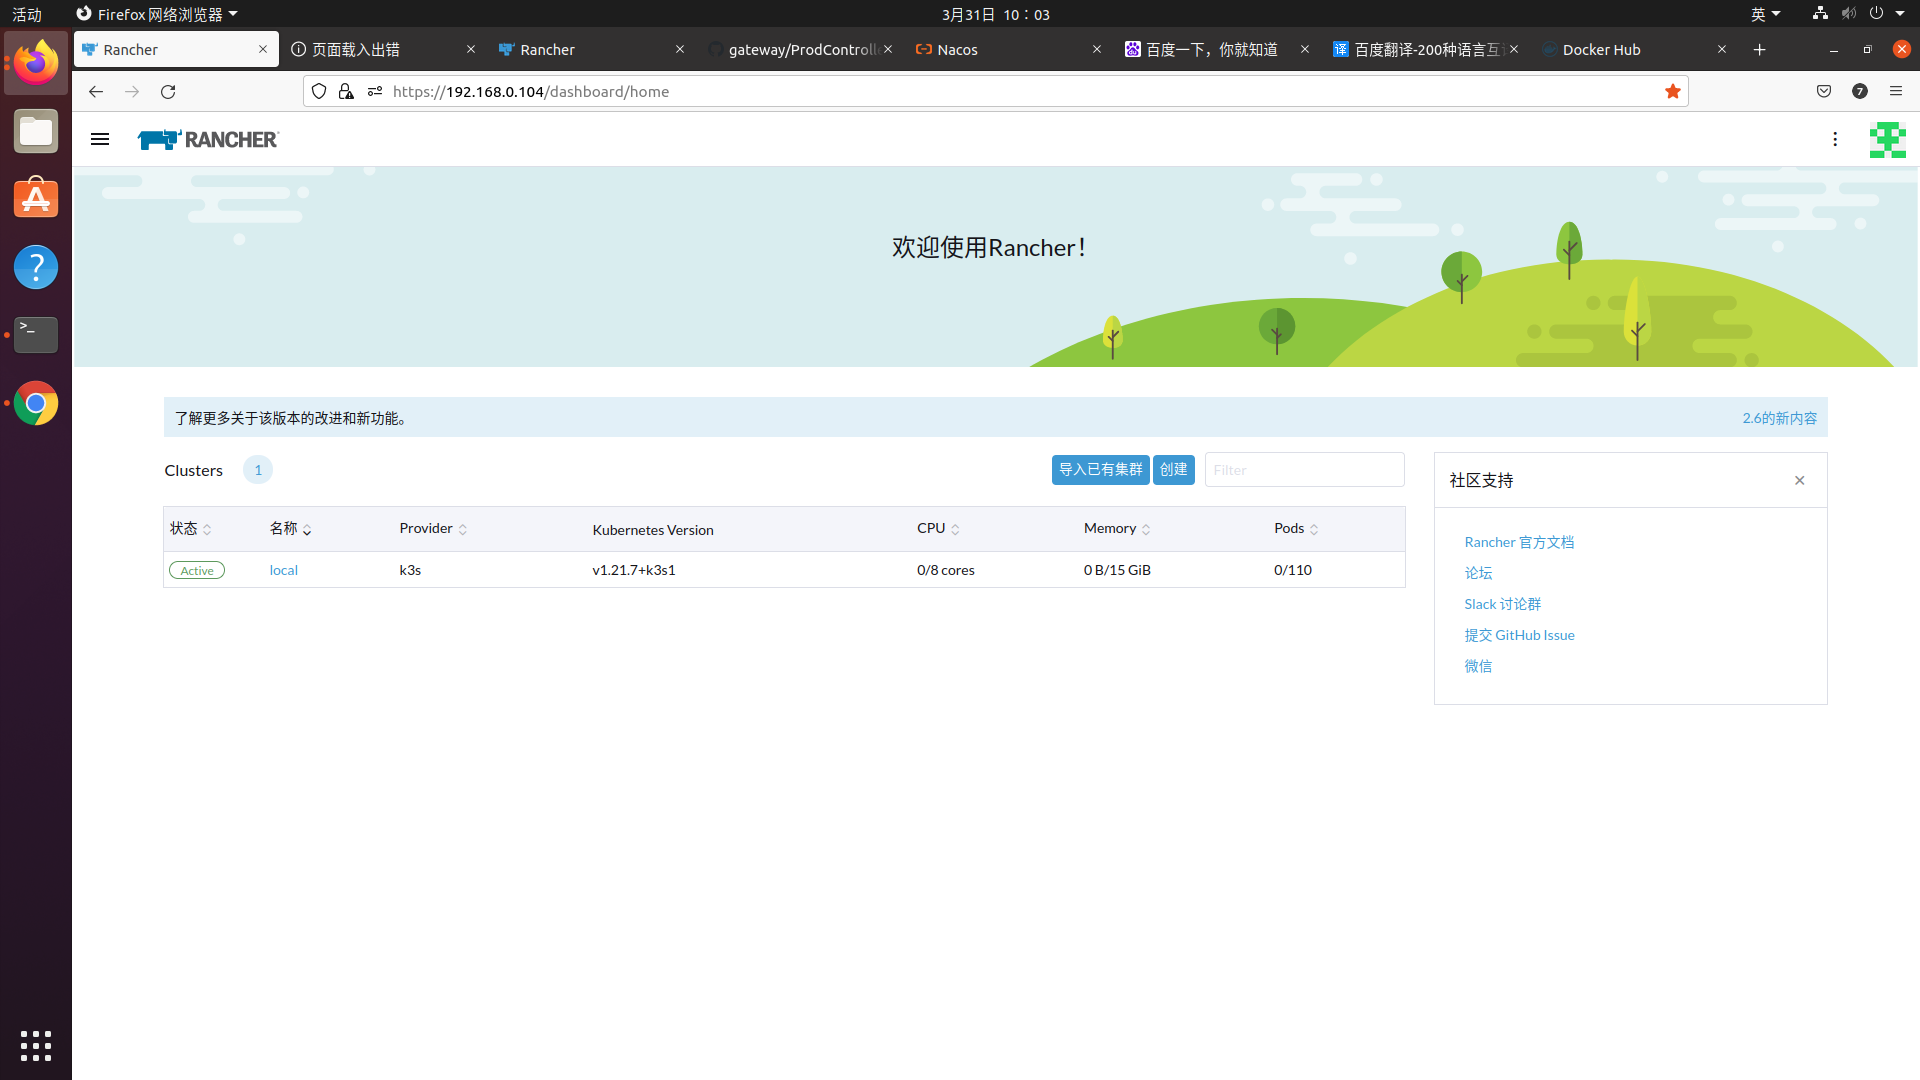 活动
Firefox 网络浏览器
3月31日 10：03
英
Rancher
页面载入出错
Rancher
gateway/ProdControlle
Nacos
百度一下，你就知道
译 百度翻译-200种语言互译
Docker Hub
https://192.168.0.104/dashboard/home
7
RANCHER
欢迎使用Rancher！
了解更多关于该版本的改进和新功能。
2.6的新内容
Clusters 1
导入已有集群
创建
Filter
社区支持
状态 名称 Provider Kubernetes Version CPU Memory Pods
Active local k3s v1.21.7+k3s1 0/8 cores 0 B/15 GiB 0/110
Rancher 官方文档
论坛
Slack 讨论群
提交 GitHub Issue
微信